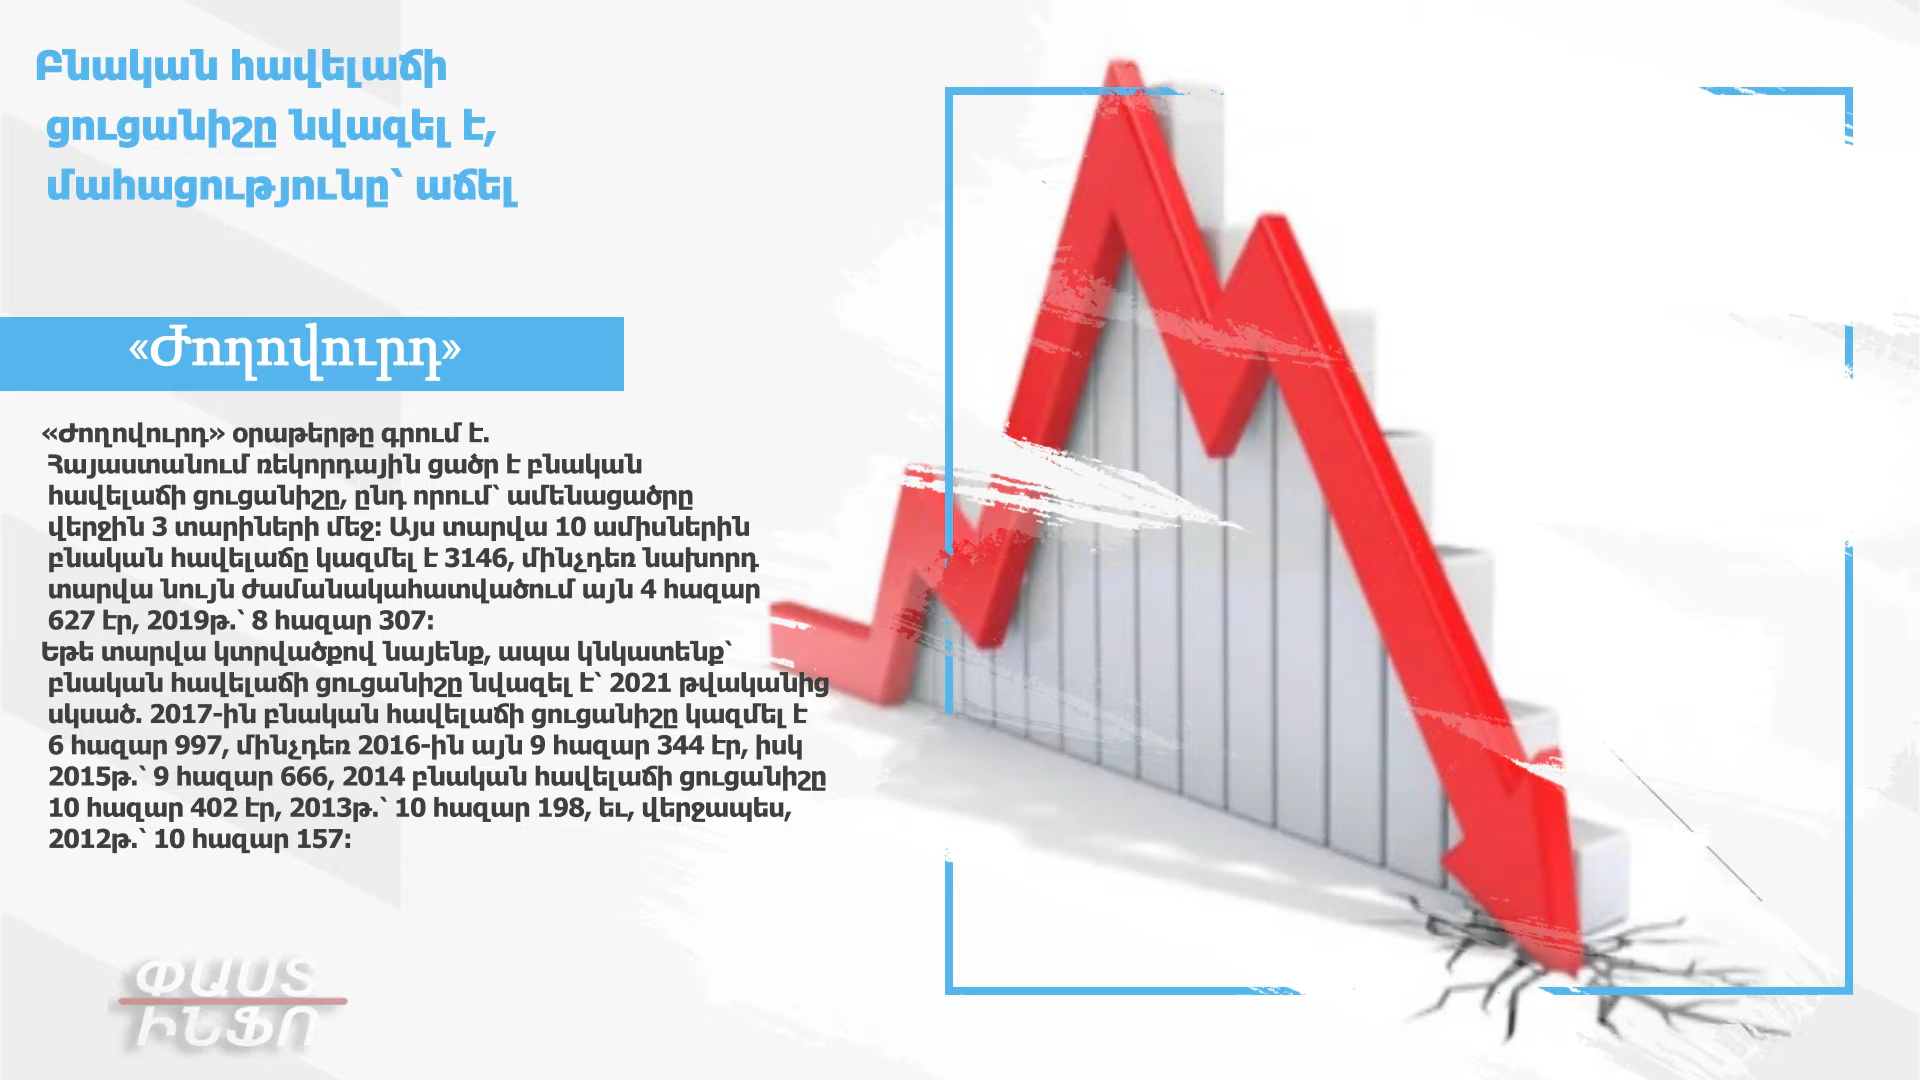 Բնական հավելաճի
ցուցանիշը նվազել է,
մահացությունը՝ աճել
«Ժողովուրդ»
«Ժողովուրդ» օրաթերթը գրում է.
Հայաստանում ռեկորդային ցածր է բնական
հավելաճի ցուցանիշը, ընդ որում՝ ամենացածրը
վերջին 3 տարիների մեջ: Այս տարվա 10 ամիսներին
բնական հավելաճը կազմել է 3146, մինչդեռ նախորդ
տարվա նույն ժամանակահատվածում այն 4 հազար
627 էր, 2019թ.՝ 8 հազար 307:
Եթե տարվա կտրվածքով նայենք, ապա կնկատենք՝
բնական հավելաճի ցուցանիշը նվազել է՝ 2021 թվականից
սկսած. 2017-ին բնական հավելաճի ցուցանիշը կազմել է
6 հազար 997, մինչդեռ 2016-ին այն 9 հազար 344 էր, իսկ
2015թ.՝ 9 հազար 666, 2014 բնական հավելաճի ցուցանիշը
10 հազար 402 էր, 2013թ.՝ 10 հազար 198, եւ, վերջապես,
2012թ.՝ 10 հազար 157:
ՓԱՍՏ
ԻՆՖՈ